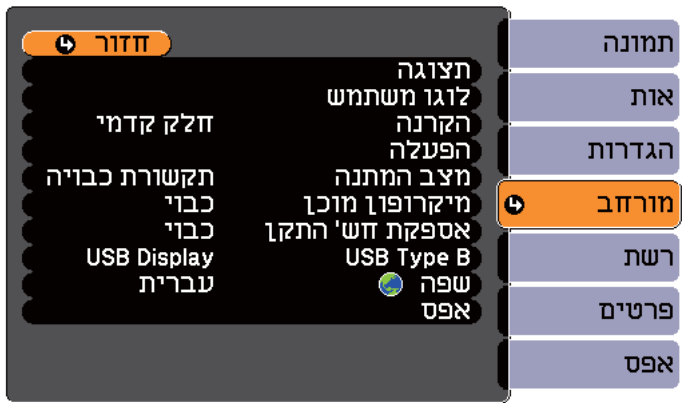 תמונה
אות
הגדרות
מורחב
רשת
פרטים
אפס
חזור
תצוגה
לוגו משתמש
הקרנה חלק קדמי
הפעלה
מצב המתנה תקשורת כבויה
מיקרופון מוכן כבוי
אספקת חש' התקן כבוי
USB Type B USB Display
שפה עברית
אפס